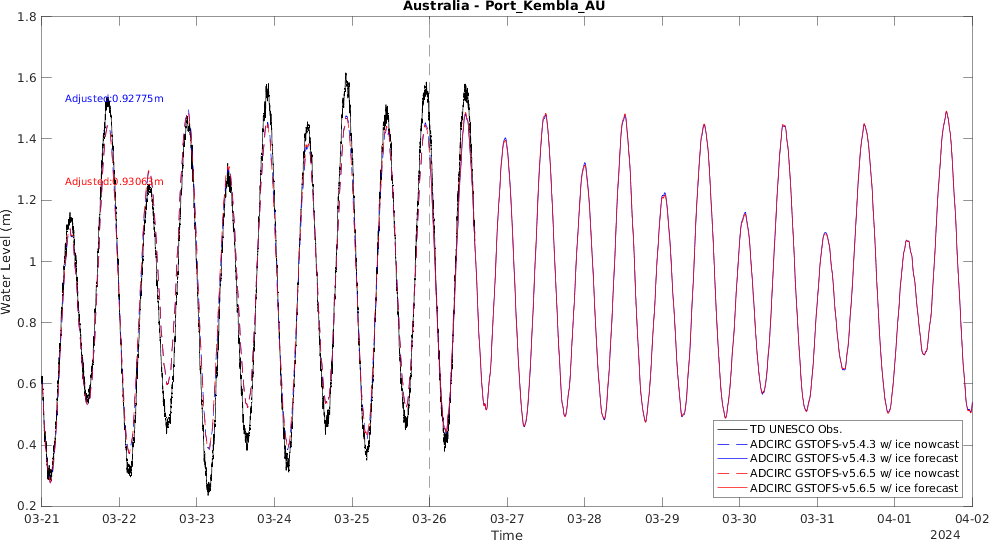 Australia - Port_Kembla_AU
1.8
1.6
1.4
1.2
1
0.8
0.6
0.4
0.2
Water Level (m)
Adjusted:0.92775m
Adjusted:0.93063m
TD UNESCO Obs.
ADCIRC GSTOFS-v5.4.3 w/ ice nowcast
ADCIRC GSTOFS-v5.4.3 w/ ice forecast
ADCIRC GSTOFS-v5.6.5 w/ ice nowcast
ADCIRC GSTOFS-v5.6.5 w/ ice forecast
03-21 03-22 03-23 03-24 03-25 03-26 03-27 03-28 03-29 03-30 03-31 04-01 04-02
Time
2024